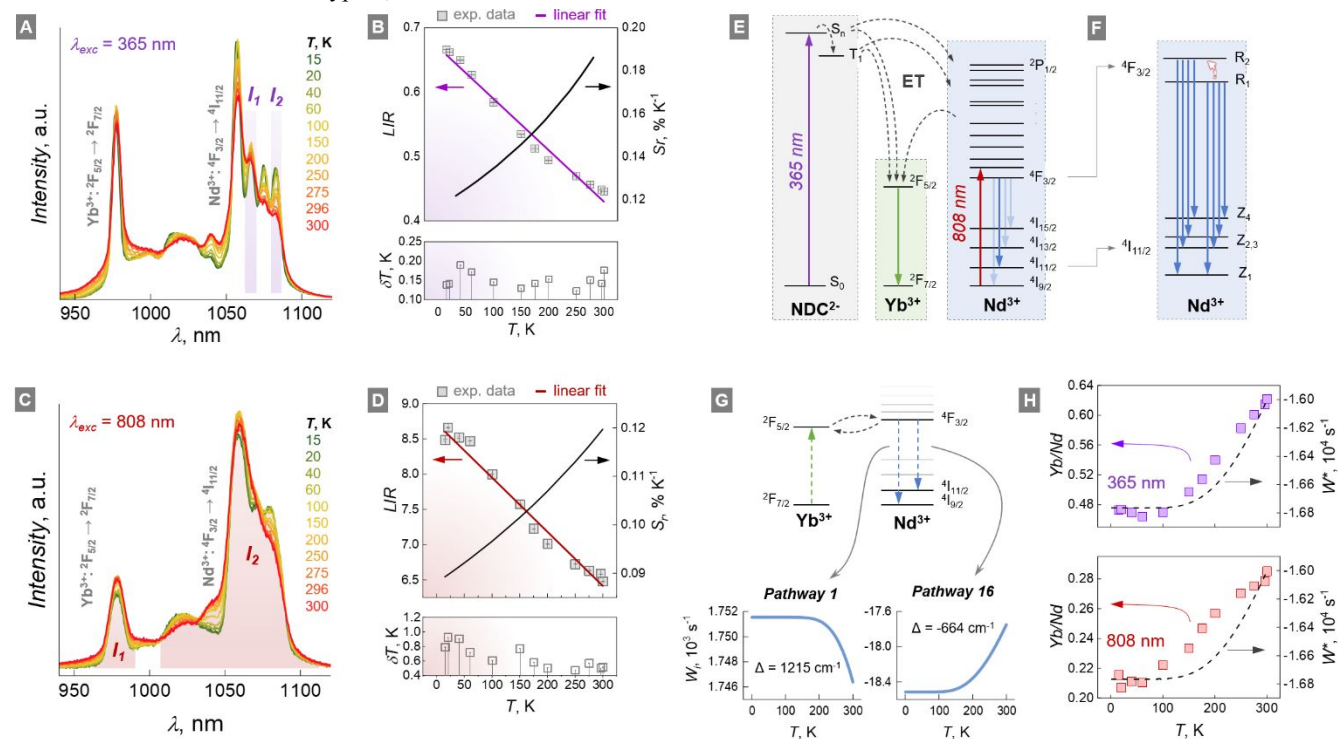 A
λexc = 365 nm
T, K
15
20
40
60
100
150
200
250
275
296
300
I1
I2
Yb³⁺: ²F5/2 → ²F7/2
Nd³⁺: ⁴F3/2 → ⁴I11/2
Intensity, a.u.
950 1000 1050 1100
λ, nm
B
exp. data linear fit
0.7
0.6
0.5
0.4
LIR
0.20
0.19
0.18
0.15
0.14
0.12
Sr, % K⁻¹
0.25
0.20
0.15
0.10
δT, K
0 50 100 150 200 250 300
T, K
C
λexc = 808 nm
T, K
15
20
40
60
100
150
200
250
275
296
300
I1
I2
Yb³⁺: ²F5/2 → ²F7/2
Nd³⁺: ⁴F3/2 → ⁴I11/2
Intensity, a.u.
950 1000 1050 1100
λ, nm
D
exp. data linear fit
9.0
8.5
8.0
7.5
7.0
6.5
LIR
0.12
0.11
0.10
0.09
Sr, % K⁻¹
1.2
1.0
0.8
0.6
0.4
δT, K
0 50 100 150 200 250 300
T, K
E
Sn
T1
ET
365 nm
S0
NDC²⁻
²F5/2
²F7/2
Yb³⁺
²P1/2
⁴F3/2
808 nm
⁴I15/2
⁴I13/2
⁴I11/2
⁴I9/2
Nd³⁺
F
⁴F3/2
R2
R1
Z4
Z2,3
⁴I11/2
Z1
Nd³⁺
G
²F5/2
⁴F3/2
²F7/2
⁴I11/2
⁴I9/2
Yb³⁺
Nd³⁺
Pathway 1
1.752
1.750
1.748
1.746
Wr, 10³ s⁻¹
Δ = 1215 cm⁻¹
0 100 200 300
T, K
Pathway 16
-17.6
-18.0
-18.4
Δ = -664 cm⁻¹
0 100 200 300
T, K
H
0.64
0.60
0.56
0.52
0.48
Yb/Nd
365 nm
-1.60
-1.62
-1.64
-1.66
-1.68
W*, 10⁴ s⁻¹
0.28
0.26
0.24
0.22
0.20
Yb/Nd
808 nm
-1.60
-1.62
-1.64
-1.66
-1.68
W*, 10⁴ s⁻¹
0 100 200 300
T, K